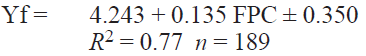 Yf = 4.243 + 0.135 FPC ± 0.350
R² = 0.77 n = 189